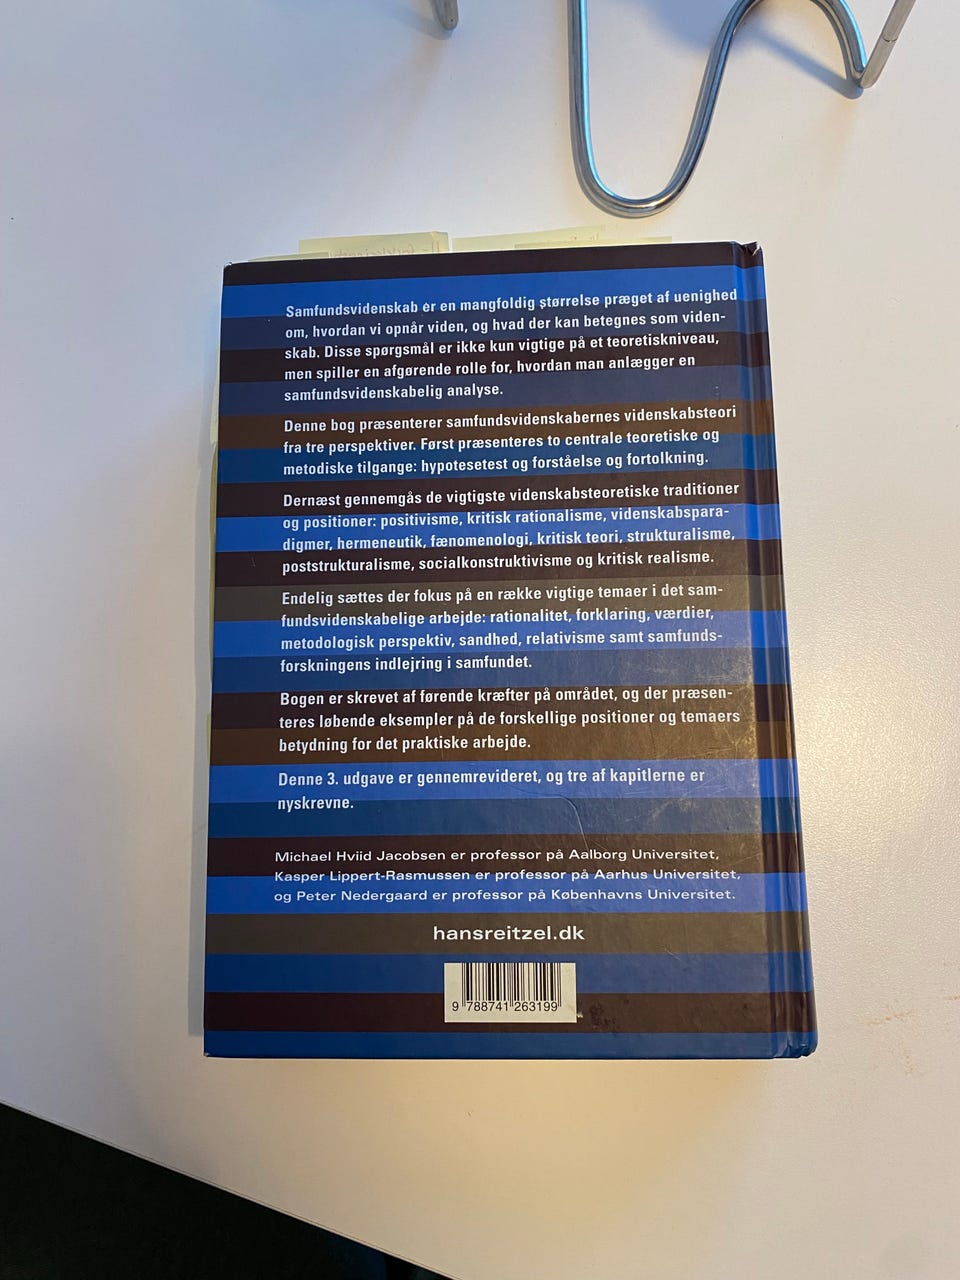 Samfundsvidenskab er en mangfoldig størrelse præget af uenighed
om, hvordan vi opnår viden, og hvad der kan betegnes som viden-
skab. Disse spørgsmål er ikke kun vigtige på et teoretiskniveau,
men spiller en afgørende rolle for, hvordan man anlægger en
samfundsvidenskabelig analyse.
Denne bog præsenterer samfundsvidenskabernes videnskabsteori
fra tre perspektiver. Først præsenteres to centrale teoretiske og
metodiske tilgange: hypotesetest og forståelse og fortolkning.
Dernæst gennemgås de vigtigste videnskabsteoretiske traditioner
og positioner: positivisme, kritisk rationalisme, videnskabspara-
digmer, hermeneutik, fænomenologi, kritisk teori, strukturalisme,
poststrukturalisme, socialkonstruktivisme og kritisk realisme.
Endelig sættes der fokus på en række vigtige temaer i det sam-
fundsvidenskabelige arbejde: rationalitet, forklaring, værdier,
metodologisk perspektiv, sandhed, relativisme samt samfunds-
forskningens indlejring i samfundet.
Bogen er skrevet af førende kræfter på området, og der præsen-
teres løbende eksempler på de forskellige positioner og temaers
betydning for det praktiske arbejde.
Denne 3. udgave er gennemrevideret, og tre af kapitlerne er
nyskrevne.
Michael Hviid Jacobsen er professor på Aalborg Universitet,
Kasper Lippert-Rasmussen er professor på Aarhus Universitet,
og Peter Nedergaard er professor på Københavns Universitet.
hansreitzel.dk
9 788741 263199